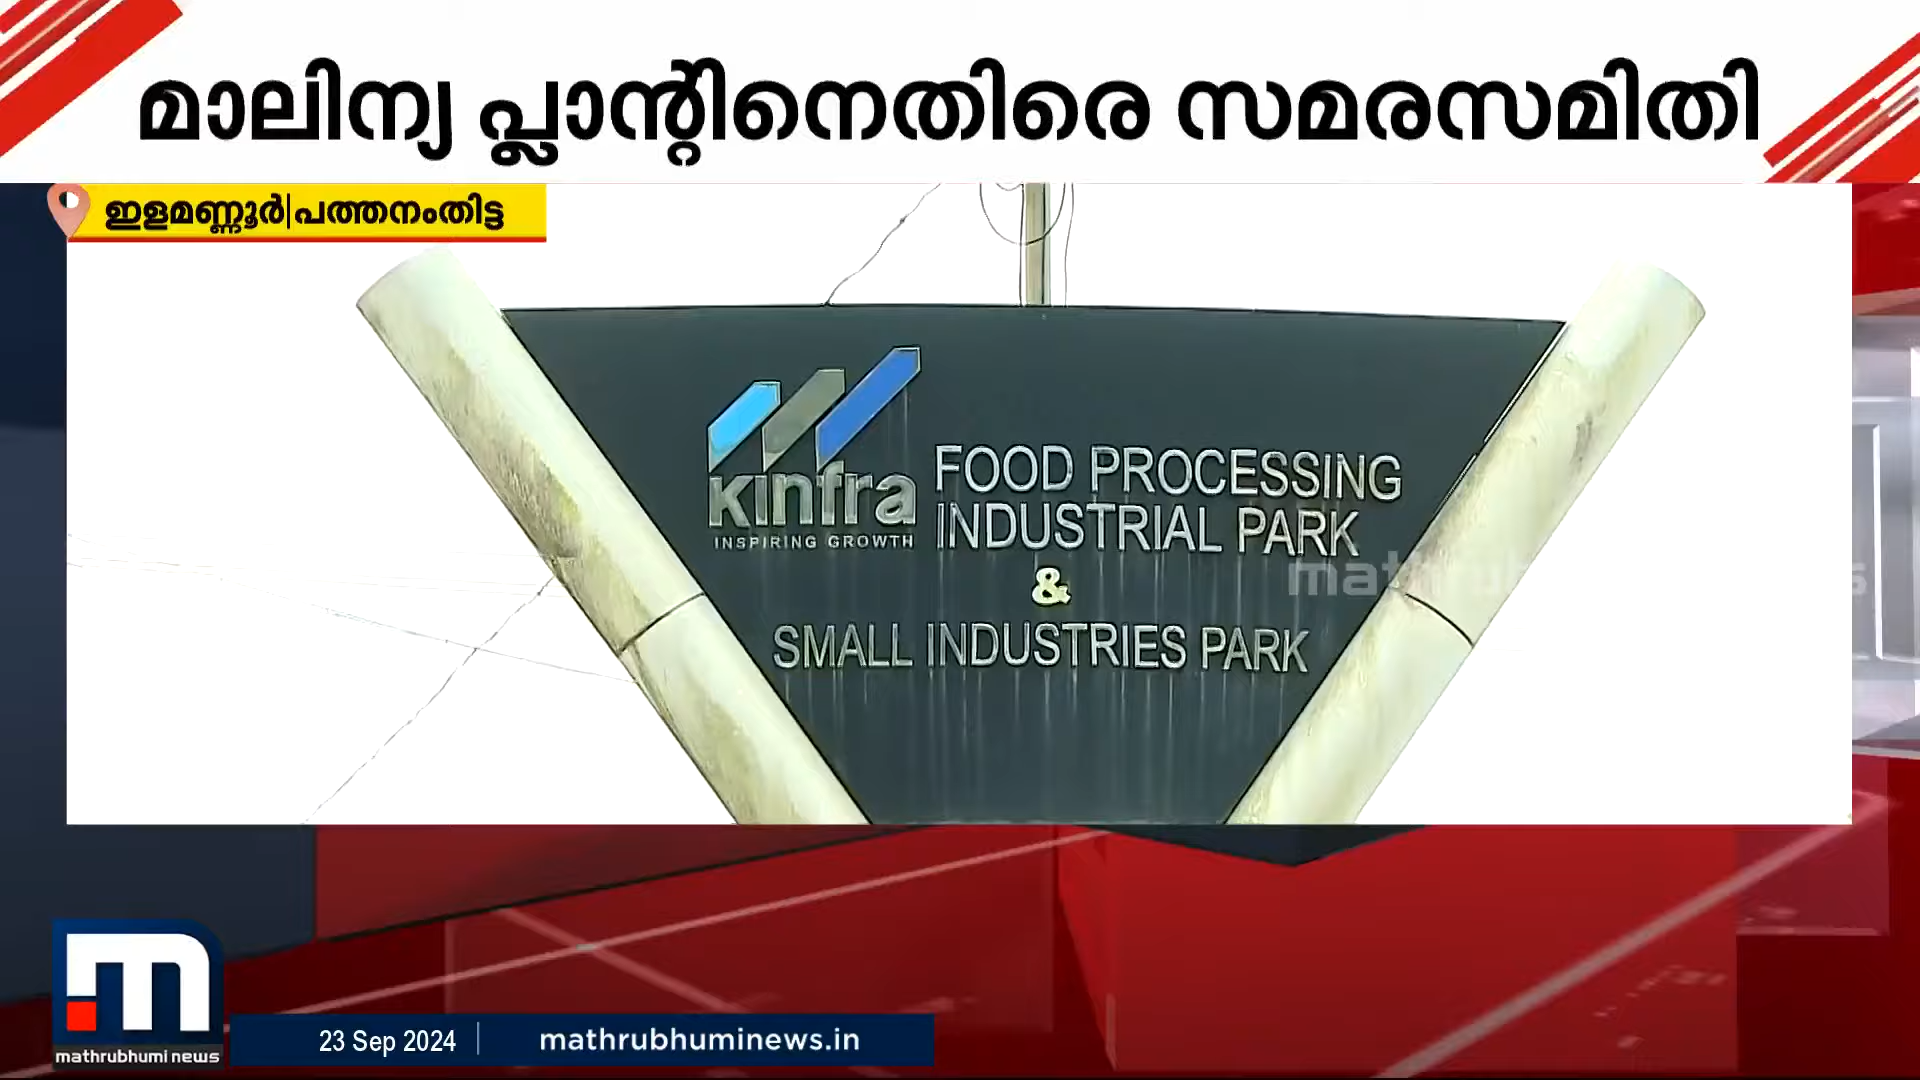 മാലിന്യ പ്ലാന്റിനെതിരെ സമരസമിതി
ഇളമണ്ണൂർ|പത്തനംതിട്ട
kinfra
INSPIRING GROWTH
FOOD PROCESSING
INDUSTRIAL PARK
&
SMALL INDUSTRIES PARK
mathrubhumi news
23 Sep 2024
mathrubhuminews.in